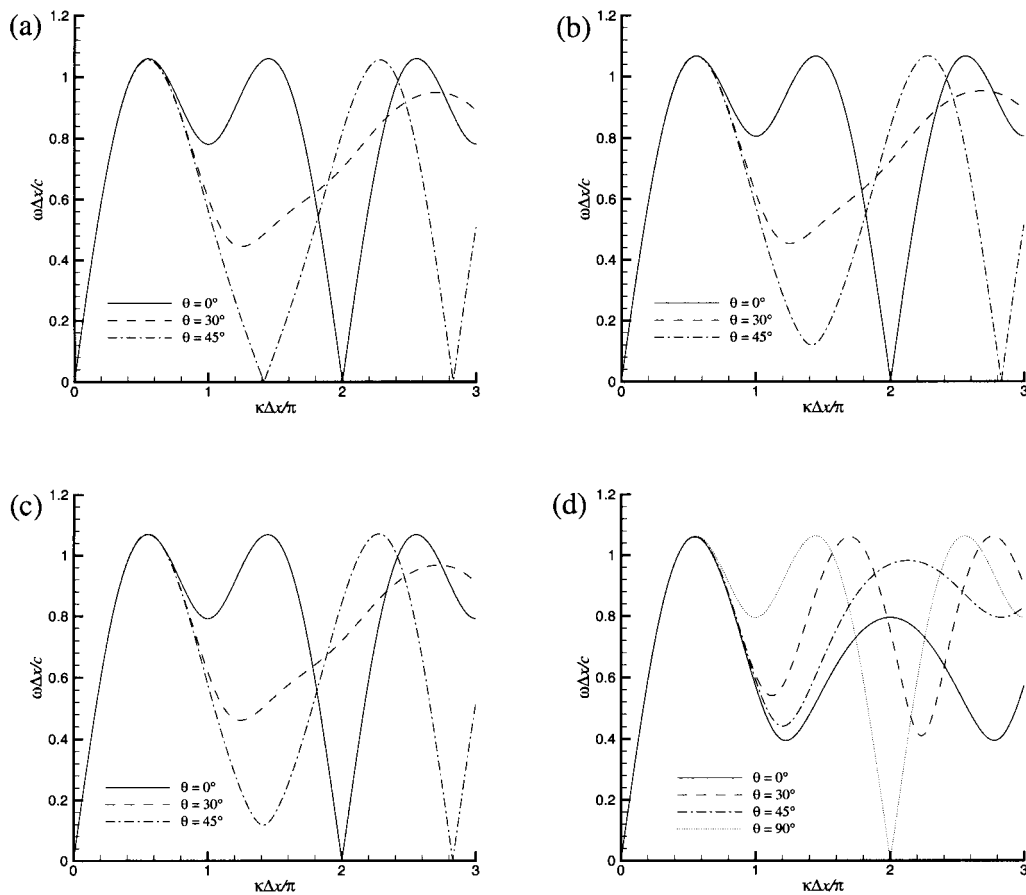 (a)
1.2
1
0.8
0.6
0.4
0.2
0
ωΔx/c
θ = 0°
θ = 30°
θ = 45°
0 1 2 3
κΔx/π
(b)
1.2
1
0.8
0.6
0.4
0.2
0
ωΔx/c
θ = 0°
θ = 30°
θ = 45°
0 1 2 3
κΔx/π
(c)
1.2
1
0.8
0.6
0.4
0.2
0
ωΔx/c
θ = 0°
θ = 30°
θ = 45°
0 1 2 3
κΔx/π
(d)
1.2
1
0.8
0.6
0.4
0.2
0
ωΔx/c
θ = 0°
θ = 30°
θ = 45°
θ = 90°
0 1 2 3
κΔx/π